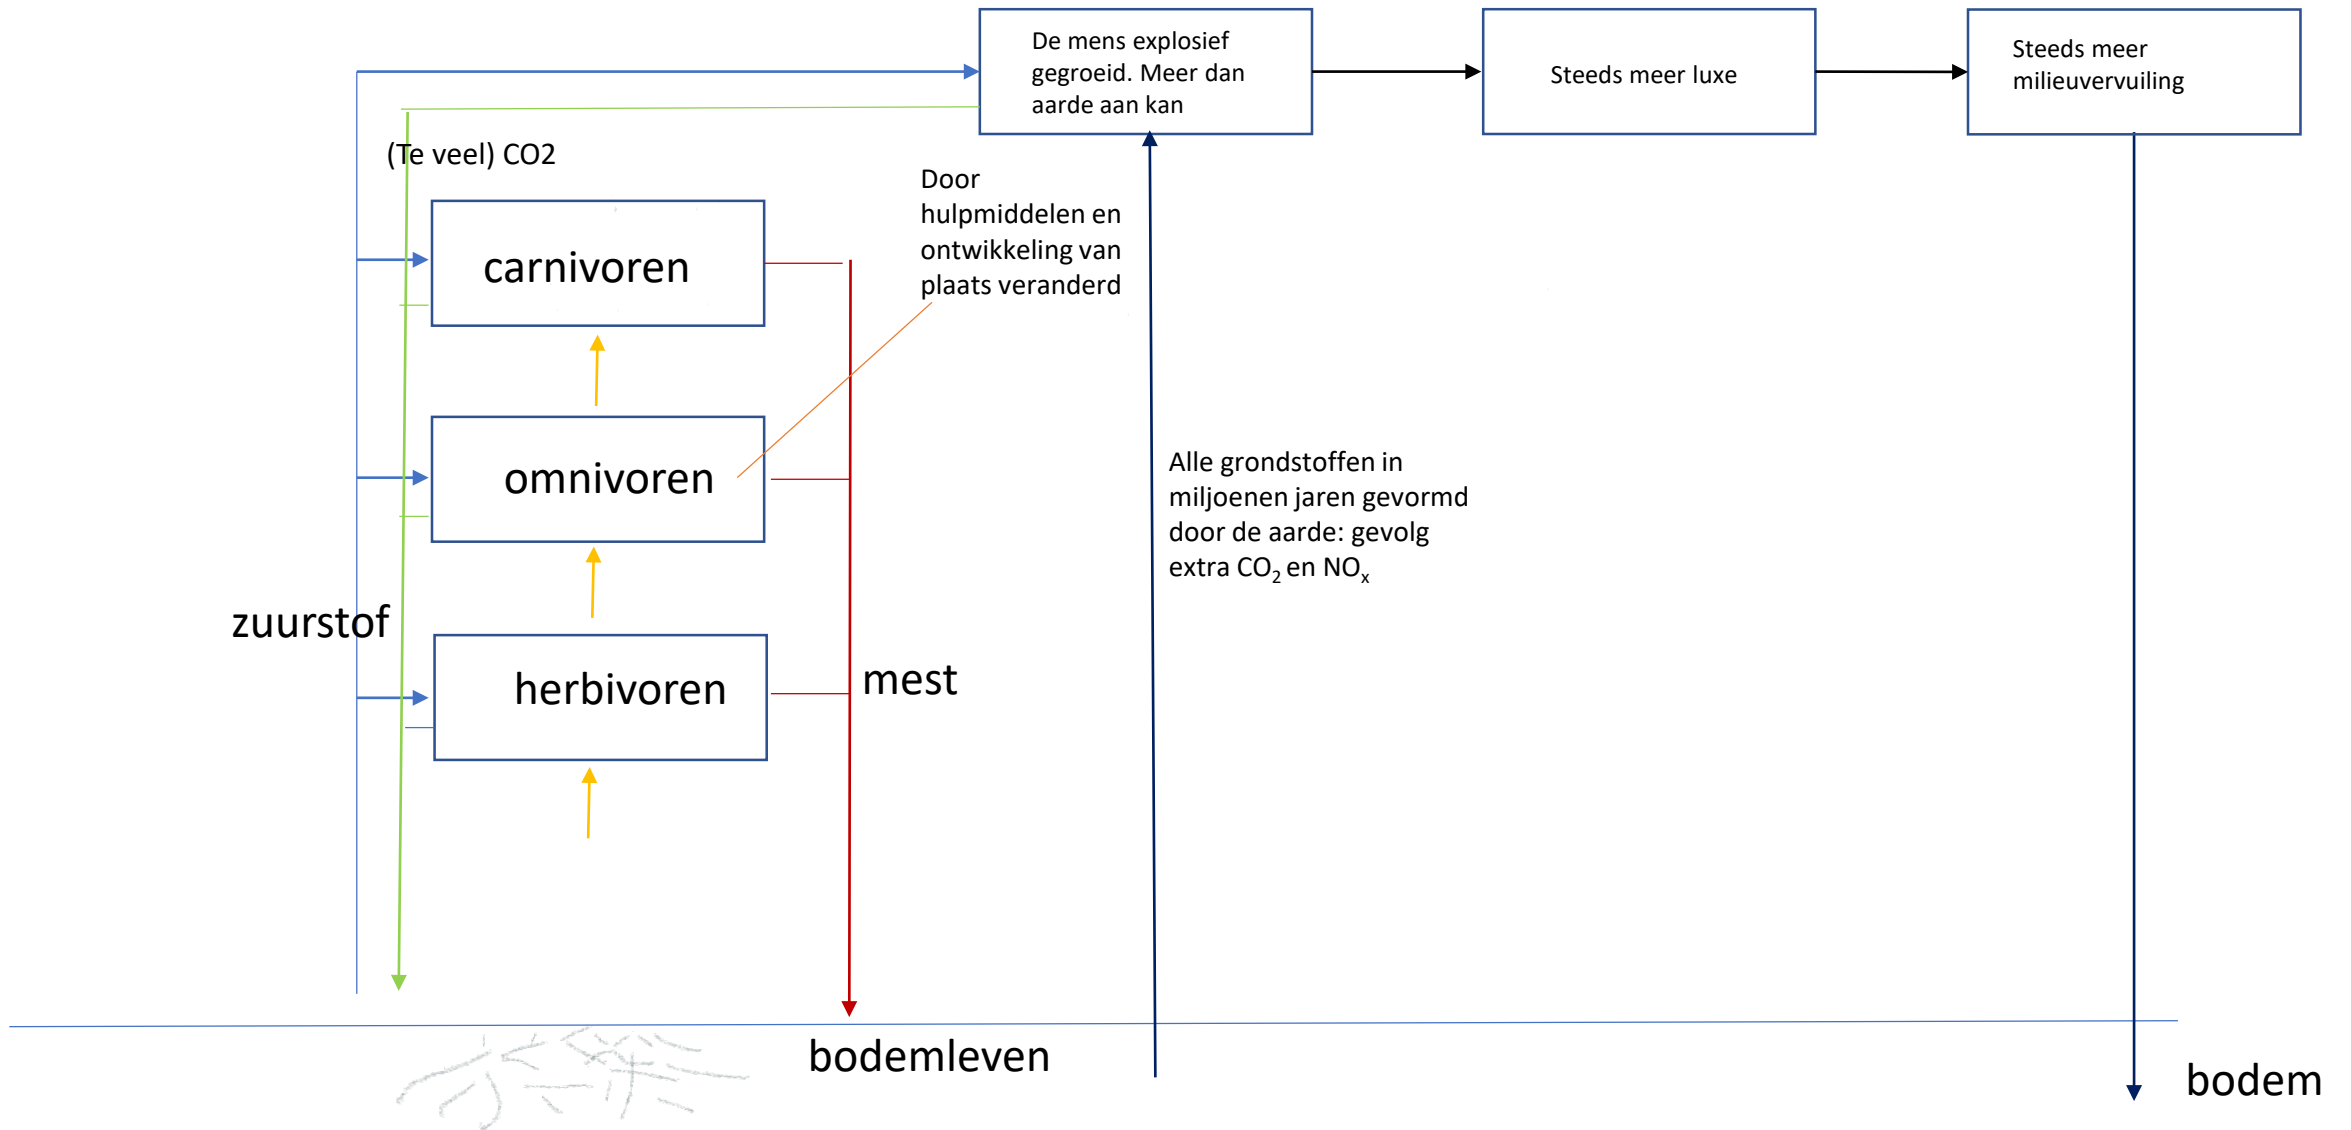 De mens explosief
gegroeid. Meer dan
aarde aan kan
Steeds meer luxe
Steeds meer
milieuvervuiling
(Te veel) CO2
Door
hulpmiddelen en
ontwikkeling van
plaats veranderd
carnivoren
omnivoren
Alle grondstoffen in
miljoenen jaren gevormd
door de aarde: gevolg
extra CO₂ en NOₓ
zuurstof
herbivoren
mest
bodemleven
bodem